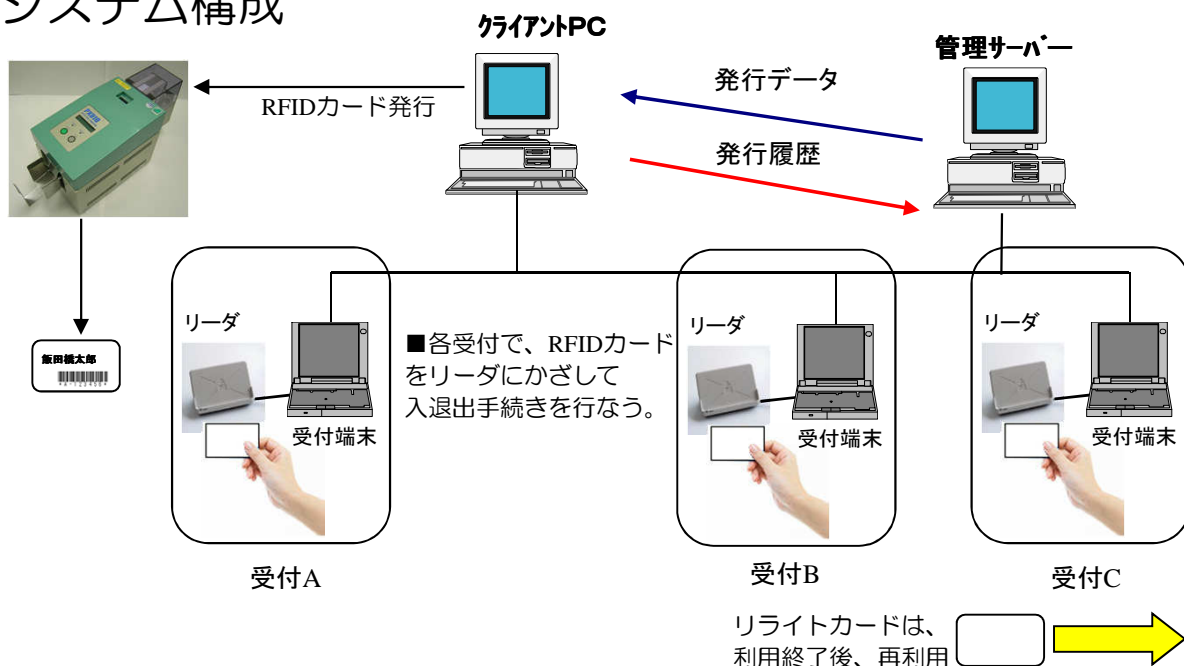 システム構成
クライアントPC
管理サーバー
発行データ
RFIDカード発行
発行履歴
リーダ
受付端末
飯田橋太郎
■各受付で、RFIDカード
をリーダにかざして
入退出手続きを行なう。
リーダ
受付端末
リーダ
受付端末
受付A
受付B
受付C
リライトカードは、
利用終了後、再利用